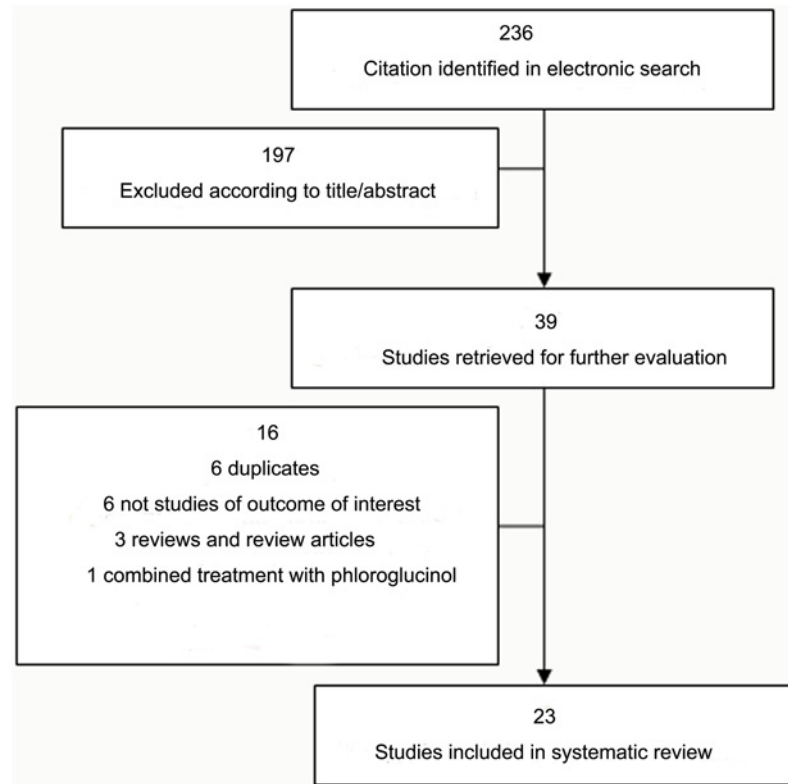 236
Citation identified in electronic search
197
Excluded according to title/abstract
39
Studies retrieved for further evaluation
16
6 duplicates
6 not studies of outcome of interest
3 reviews and review articles
1 combined treatment with phloroglucinol
23
Studies included in systematic review